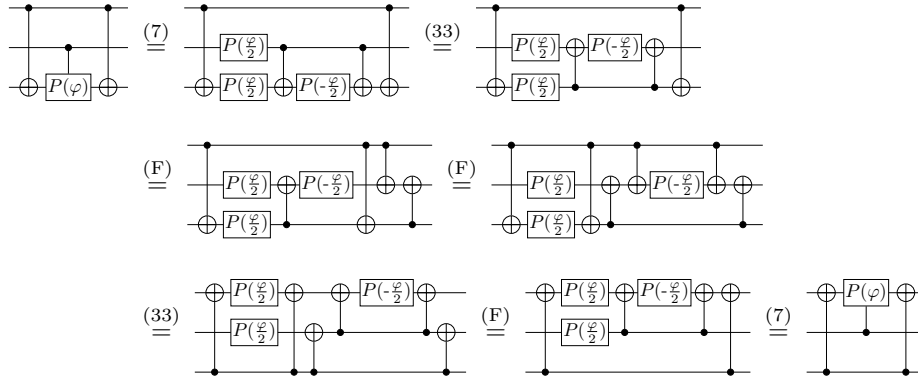 (7) (33)
P(φ/2) P(φ/2)  P(-φ/2)
P(φ) P(φ/2) P(-φ/2) P(φ/2)
(F) (F)
P(φ/2) P(-φ/2) P(φ/2) P(-φ/2)
P(φ/2) P(φ/2)
P(φ/2) P(-φ/2) P(φ/2) P(-φ/2) P(φ)
(33) (F) (7)
P(φ/2) P(φ/2)